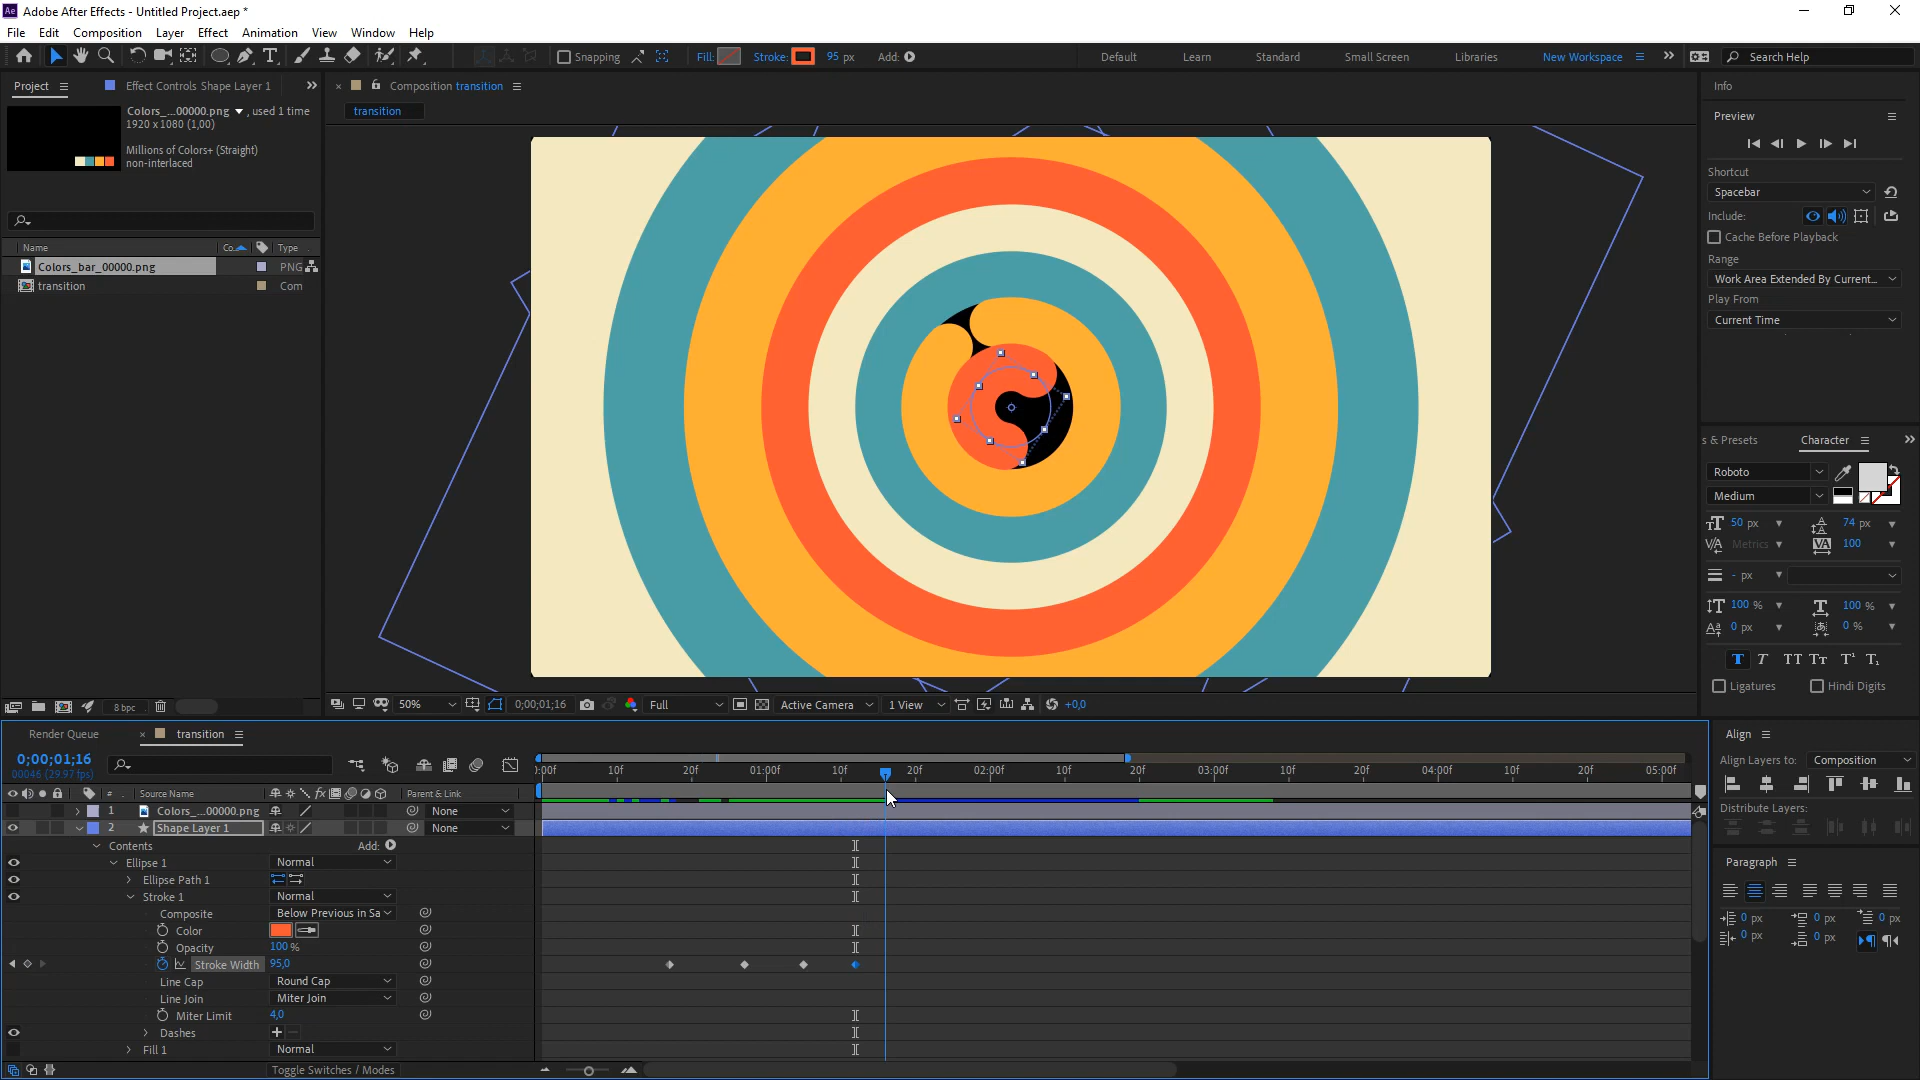 Adobe After Effects - Untitled Project.aep *
File Edit Composition Layer Effect Animation View Window Help
Snapping Fill: Stroke: 95 px Add: Default Learn Standard Small Screen Libraries New Workspace Search Help
Project Effect Controls Shape Layer 1
Colors_...00000.png , used 1 time
1920 x 1080 (1,00)
Millions of Colors+ (Straight)
non-interlaced
Name Co... Type
Colors_bar_00000.png PNG
transition Com
8 bpc
Composition transition
transition
50% 0;00;01;16 Full Active Camera 1 View +0,0
Info
Preview
Shortcut
Spacebar
Include:
Cache Before Playback
Range
Work Area Extended By Current...
Play From
Current Time
s & Presets Character
Roboto
Medium
50 px 74 px
Metrics 100
- px
100 % 100 %
0 px 0 %
T T TT Tt T¹ T₁
Ligatures Hindi Digits
Render Queue transition
0;00;01;16
00046 (29.97 fps)
):00f 10f 20f 01:00f 10f 20f 02:00f 10f 20f 03:00f 10f 20f 04:00f 10f 20f 05:00f
# Source Name Parent & Link
1 Colors_...00000.png None
2 Shape Layer 1 None
Contents Add:
Ellipse 1 Normal
Ellipse Path 1
Stroke 1 Normal
Composite Below Previous in Sa
Color
Opacity 100 %
Stroke Width 95,0
Line Cap Round Cap
Line Join Miter Join
Miter Limit 4,0
Dashes
Fill 1 Normal
Toggle Switches / Modes
Align
Align Layers to: Composition
Distribute Layers:
Paragraph
0 px 0 px 0 px
0 px 0 px